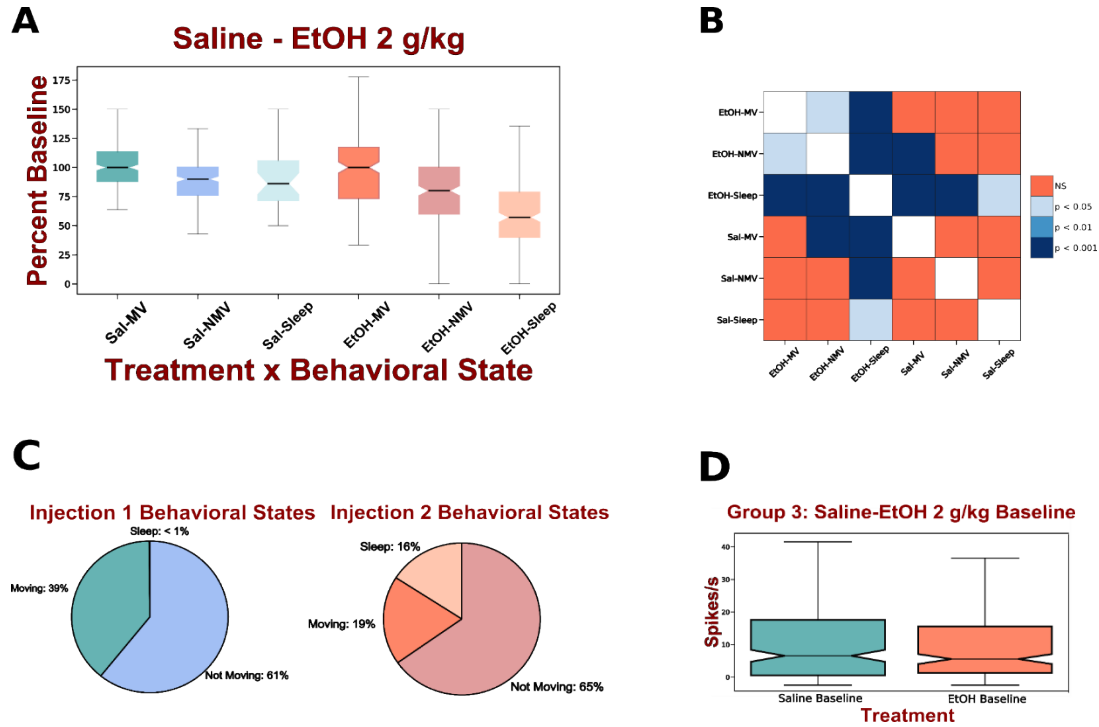 A
Saline - EtOH 2 g/kg
Percent Baseline
175
150
125
100
75
50
25
0
Sal-MV
Sal-NMV
Sal-Sleep
EtOH-MV
EtOH-NMV
EtOH-Sleep
Treatment x Behavioral State
B
EtOH-MV
EtOH-NMV
EtOH-Sleep
Sal-MV
Sal-NMV
Sal-Sleep
EtOH-MV
EtOH-NMV
EtOH-Sleep
Sal-MV
Sal-NMV
Sal-Sleep
NS
p < 0.05
p < 0.01
p < 0.001
C
Injection 1 Behavioral States
Sleep: < 1%
Moving: 39%
Not Moving: 61%
Injection 2 Behavioral States
Sleep: 16%
Moving: 19%
Not Moving: 65%
D
Group 3: Saline-EtOH 2 g/kg Baseline
Spikes/s
40
30
20
10
0
Saline Baseline
EtOH Baseline
Treatment